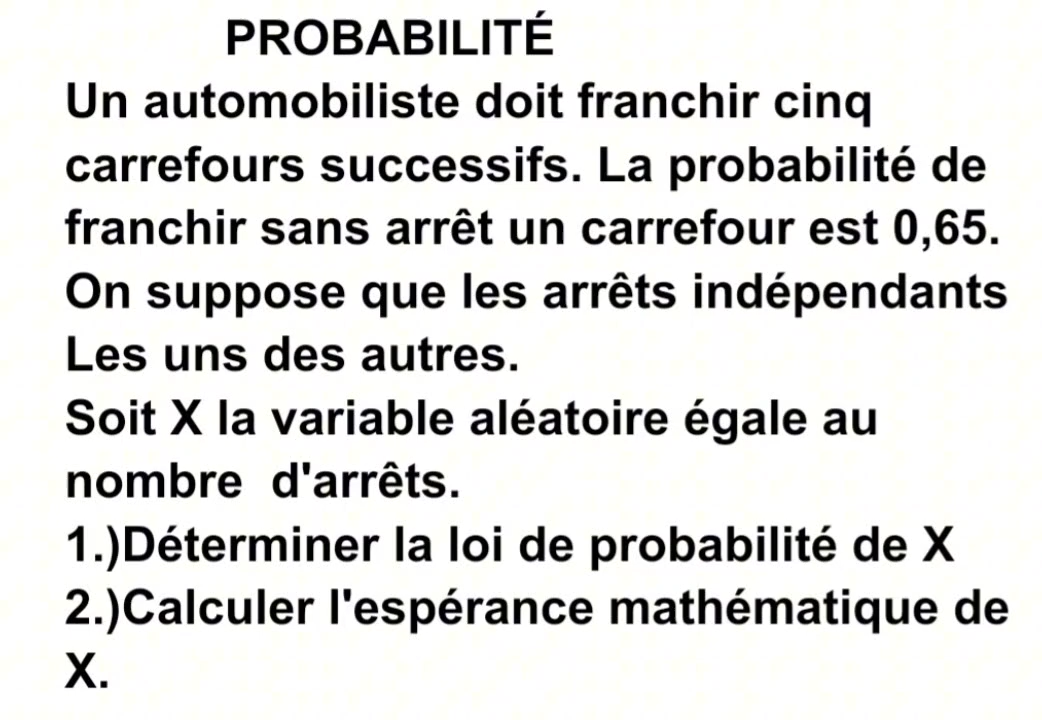 PROBABILITÉ
Un automobiliste doit franchir cinq
carrefours successifs. La probabilité de
franchir sans arrêt un carrefour est 0,65.
On suppose que les arrêts indépendants
Les uns des autres.
Soit X la variable aléatoire égale au
nombre  d'arrêts.
1.)Déterminer la loi de probabilité de X
2.)Calculer l'espérance mathématique de
X.